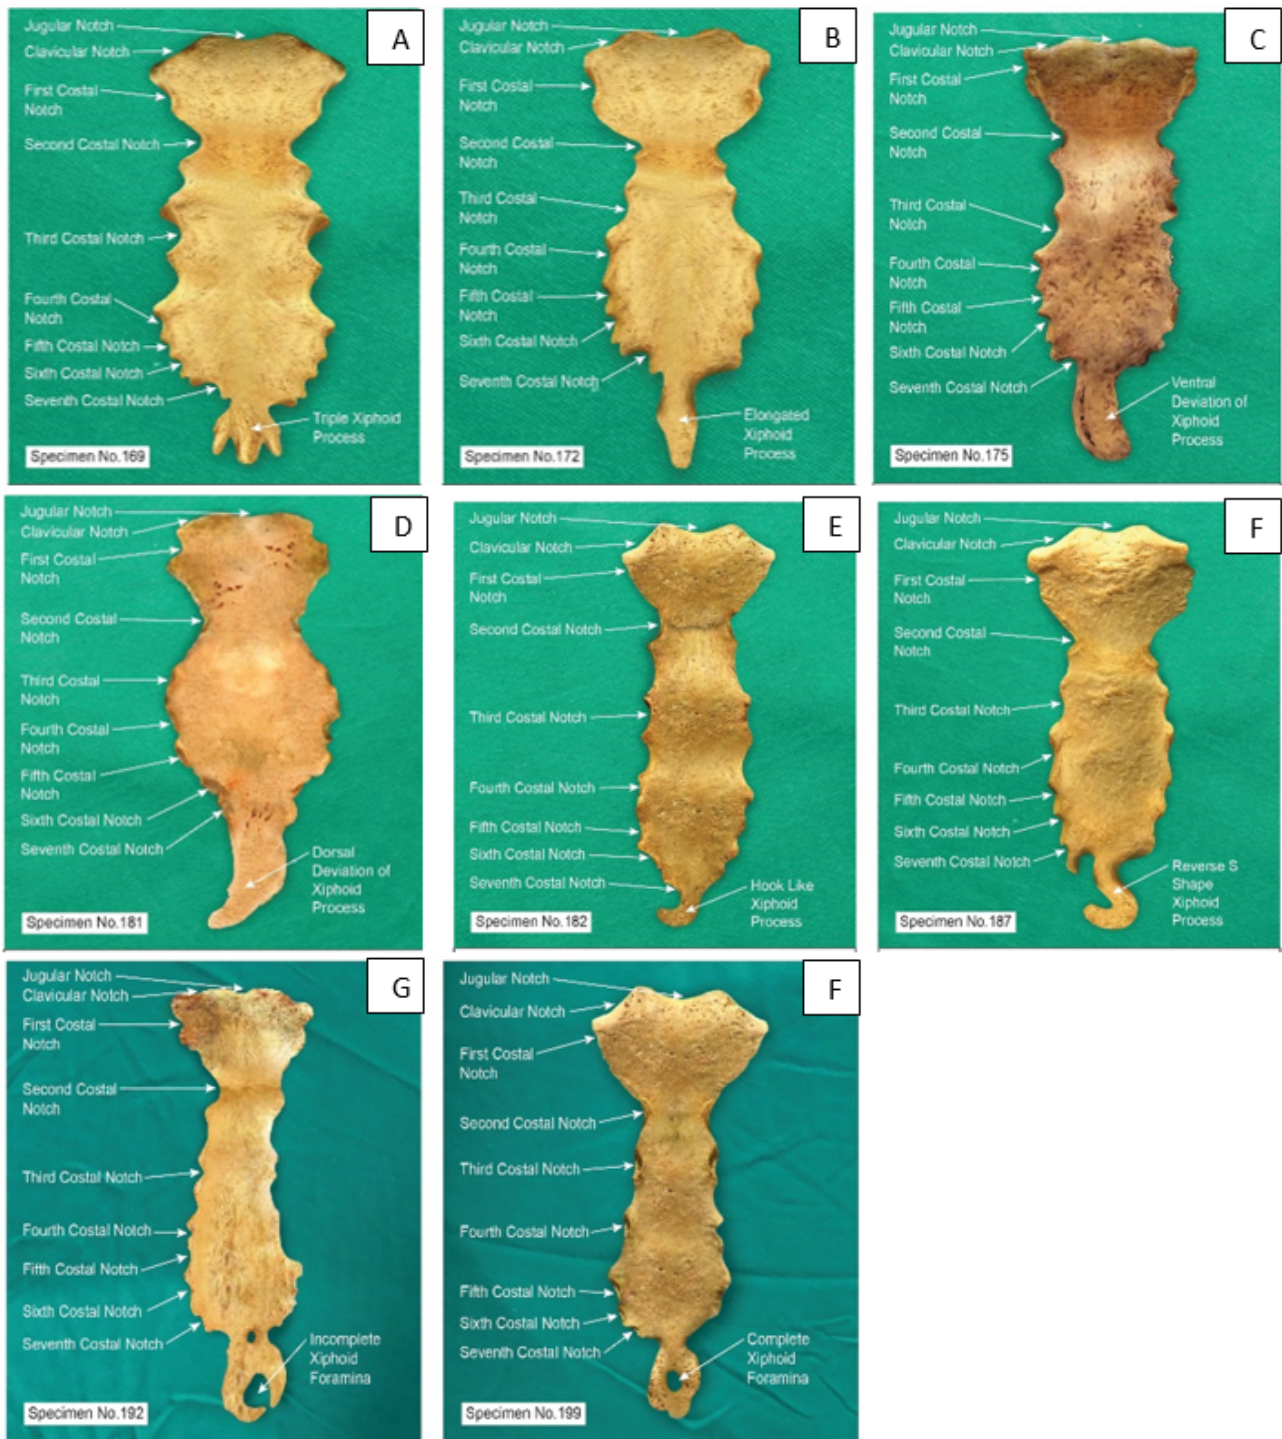 A
Jugular Notch
Clavicular Notch
First Costal
Notch
Second Costal Notch
Third Costal Notch
Fourth Costal
Notch
Fifth Costal Notch
Sixth Costal Notch
Seventh Costal Notch
Triple Xiphoid
Process
Specimen No.169
B
Jugular Notch
Clavicular Notch
First Costal
Notch
Second Costal
Notch
Third Costal
Notch
Fourth Costal
Notch
Fifth Costal
Notch
Sixth Costal Notch
Seventh Costal Notch
Elongated
Xiphoid
Process
Specimen No.172
C
Jugular Notch
Clavicular Notch
First Costal
Notch
Second Costal
Notch
Third Costal
Notch
Fourth Costal
Notch
Fifth Costal
Notch
Sixth Costal Notch
Seventh Costal Notch
Ventral
Deviation of
Xiphoid
Process
Specimen No.175
D
Jugular Notch
Clavicular Notch
First Costal
Notch
Second Costal
Notch
Third Costal
Notch
Fourth Costal
Notch
Fifth Costal
Notch
Sixth Costal Notch
Seventh Costal Notch
Dorsal
Deviation of
Xiphoid
Process
Specimen No.181
E
Jugular Notch
Clavicular Notch
First Costal
Notch
Second Costal Notch
Third Costal Notch
Fourth Costal Notch
Fifth Costal Notch
Sixth Costal Notch
Seventh Costal Notch
Hook Like
Xiphoid
Process
Specimen No.182
F
Jugular Notch
Clavicular Notch
First Costal
Notch
Second Costal
Notch
Third Costal Notch
Fourth Costal Notch
Fifth Costal Notch
Sixth Costal Notch
Seventh Costal Notch
Reverse S
Shape
Xiphoid
Process
Specimen No.187
G
Jugular Notch
Clavicular Notch
First Costal
Notch
Second Costal
Notch
Third Costal Notch
Fourth Costal Notch
Fifth Costal Notch
Sixth Costal Notch
Seventh Costal Notch
Incomplete
Xiphoid
Foramina
Specimen No.192
F
Jugular Notch
Clavicular Notch
First Costal
Notch
Second Costal Notch
Third Costal Notch
Fourth Costal Notch
Fifth Costal Notch
Sixth Costal Notch
Seventh Costal Notch
Complete
Xiphoid
Foramina
Specimen No.199